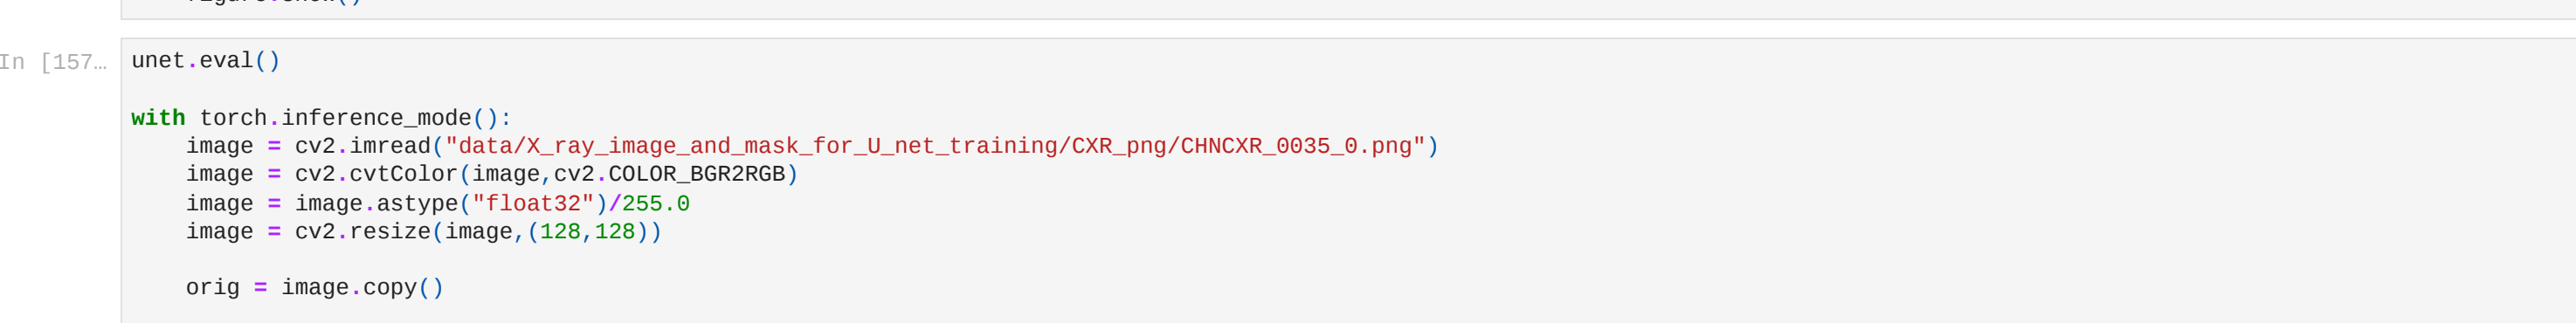 In [157…
unet.eval()
with torch.inference_mode():
    image = cv2.imread("data/X_ray_image_and_mask_for_U_net_training/CXR_png/CHNCXR_0035_0.png")
    image = cv2.cvtColor(image,cv2.COLOR_BGR2RGB)
    image = image.astype("float32")/255.0
    image = cv2.resize(image,(128,128))
    orig = image.copy()